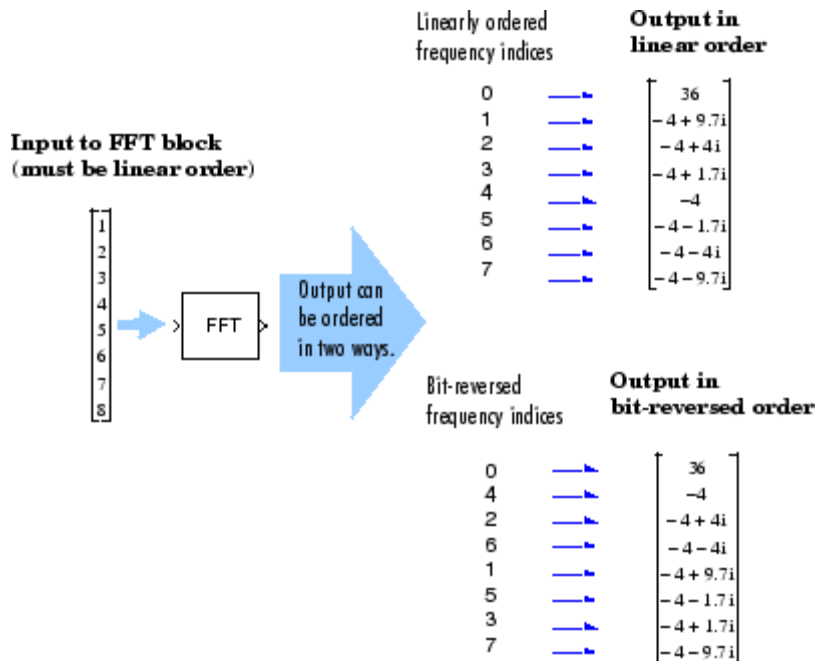 Linearly ordered
frequency indices
Output in
linear order
0
1
2
3
4
5
6
7
36
−4 + 9.7i
−4 + 4i
−4 + 1.7i
−4
−4 − 1.7i
−4 − 4i
−4 − 9.7i
Input to FFT block
(must be linear order)
1
2
3
4
5
6
7
8
FFT
Output can
be ordered
in two ways.
Bit-reversed
frequency indices
Output in
bit-reversed order
0
4
2
6
1
5
3
7
36
−4
−4 + 4i
−4 − 4i
−4 + 9.7i
−4 − 1.7i
−4 + 1.7i
−4 − 9.7i